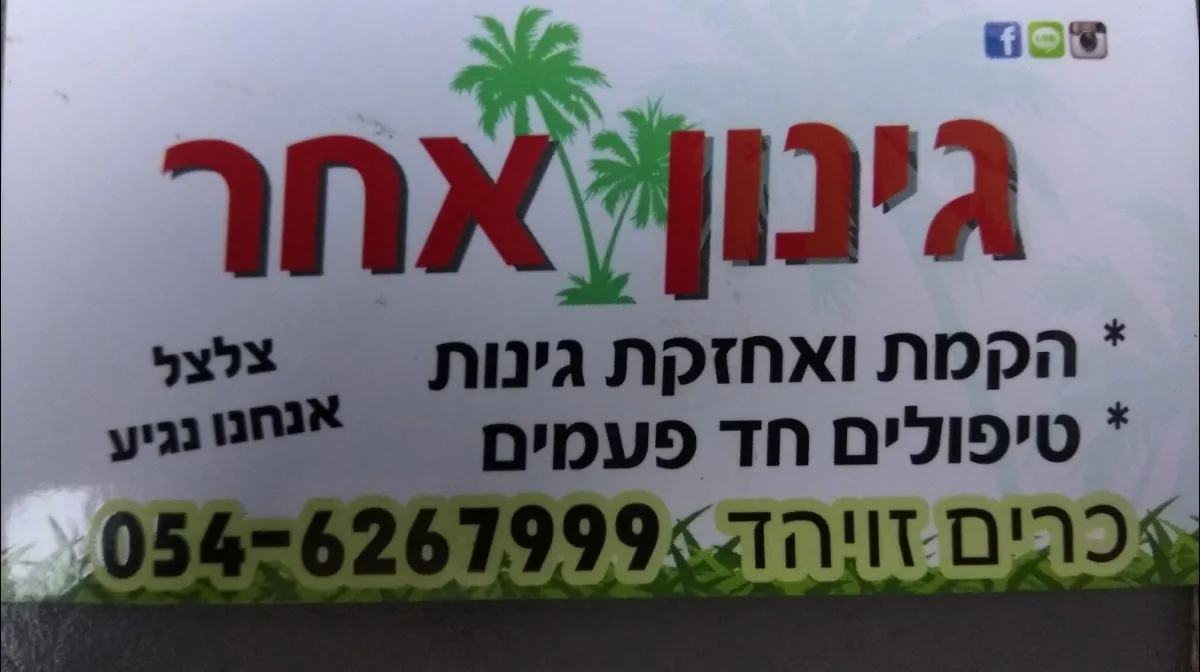 גינון אחר
* הקמת ואחזקת גינות
* טיפולים חד פעמים
צלצל
אנחנו נגיע
כרים זויהד 054-6267999